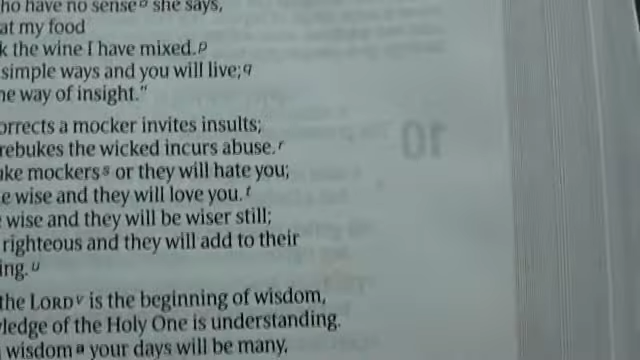 ho have no sense o she says,
at my food
k the wine I have mixed. p
simple ways and you will live; q
he way of insight."
orrects a mocker invites insults;
rebukes the wicked incurs abuse. r
uke mockers s or they will hate you;
e wise and they will love you. t
wise and they will be wiser still;
righteous and they will add to their
ing. u
the LORD v is the beginning of wisdom,
ledge of the Holy One is understanding.
wisdom a your days will be many,
10